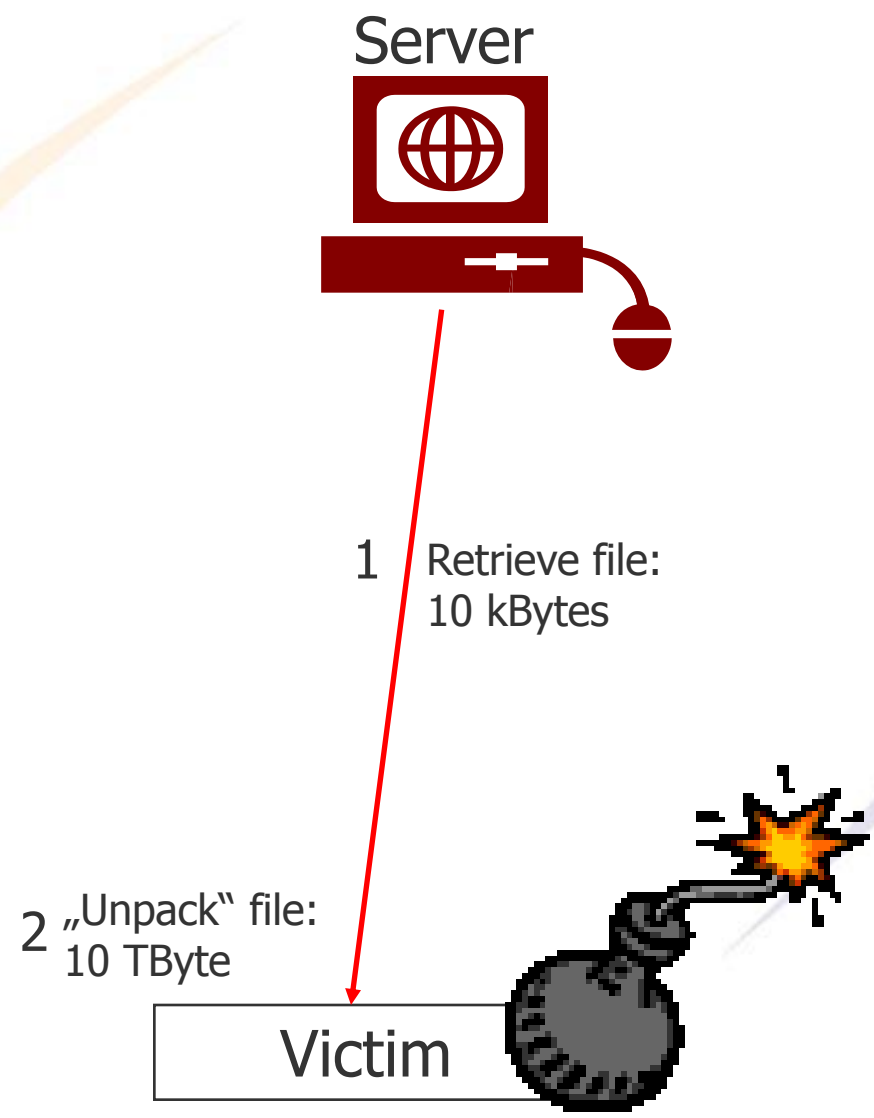 Server
1
Retrieve file:
10 kBytes
2
„Unpack“ file:
10 TByte
Victim